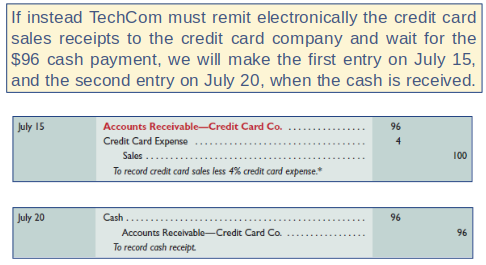 If instead TechCom must remit electronically the credit card
sales receipts to the credit card company and wait for the
$96 cash payment, we will make the first entry on July 15,
and the second entry on July 20, when the cash is received.
July 15 Accounts Receivable—Credit Card Co. . . . . . . . . . . . . . . . . 96
Credit Card Expense . . . . . . . . . . . . . . . . . . . . . . . . . . . . . . . . . . . 4
Sales . . . . . . . . . . . . . . . . . . . . . . . . . . . . . . . . . . . . . . . . . . . . 100
To record credit card sales less 4% credit card expense.*
July 20 Cash . . . . . . . . . . . . . . . . . . . . . . . . . . . . . . . . . . . . . . . . . . . . . . . . 96
Accounts Receivable—Credit Card Co. . . . . . . . . . . . . . . . . 96
To record cash receipt.